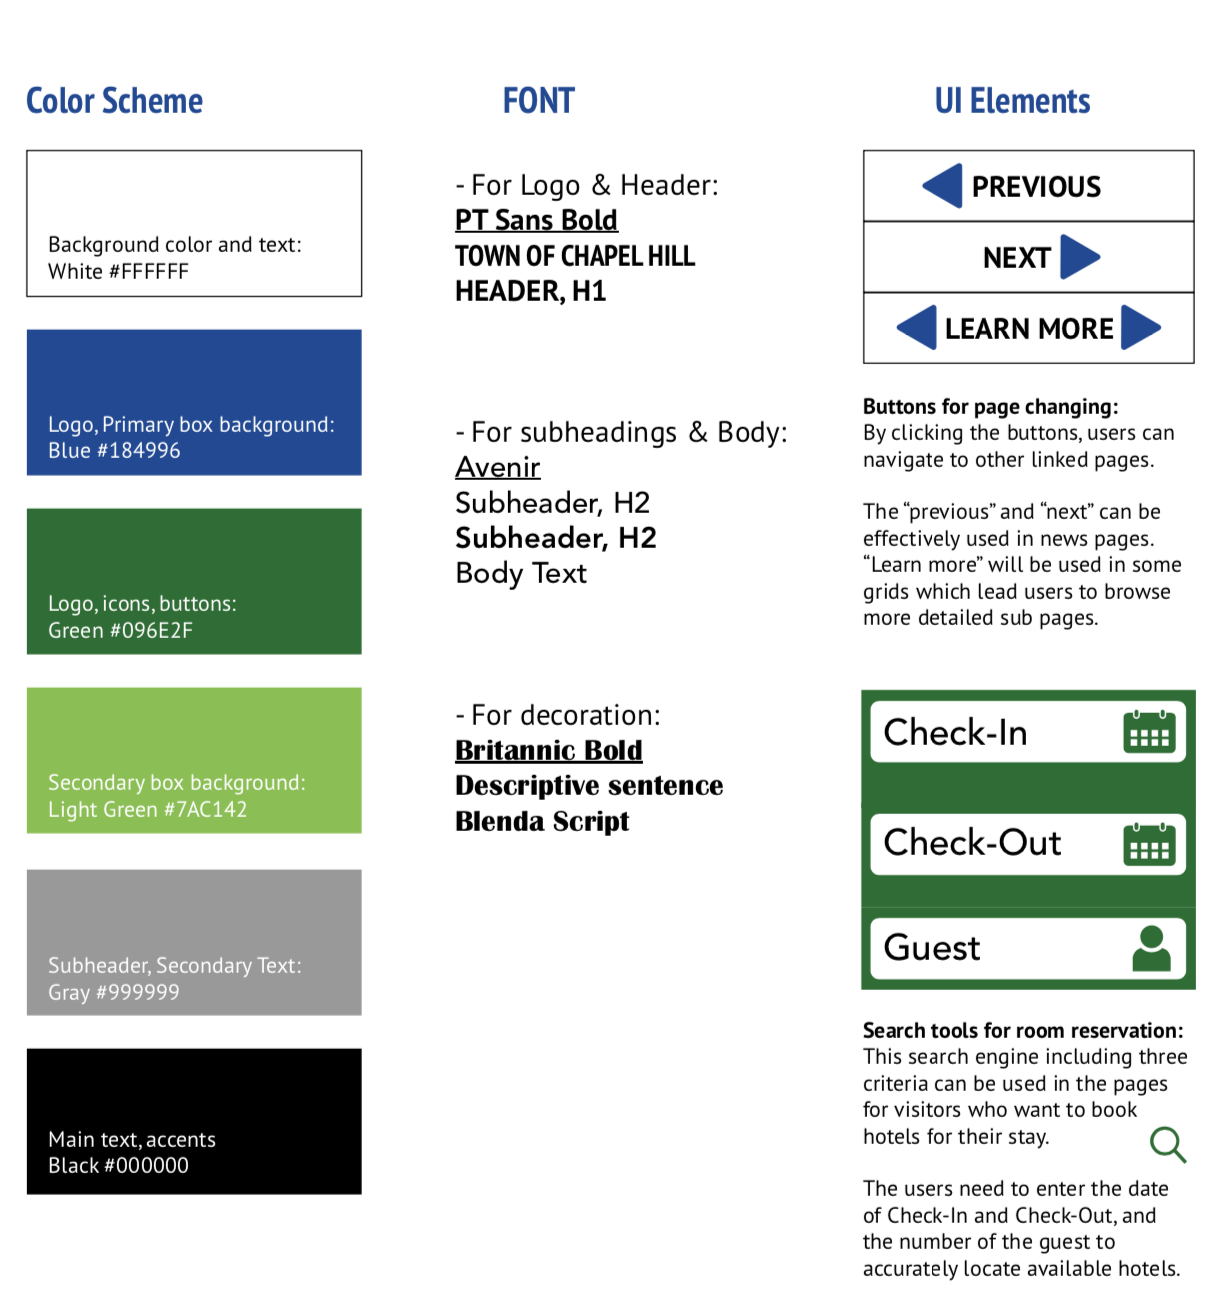 Color Scheme
Background color and text:
White #FFFFFF
Logo, Primary box background:
Blue #184996
Logo, icons, buttons:
Green #096E2F
Secondary box background:
Light Green #7AC142
Subheader, Secondary Text:
Gray #999999
Main text, accents
Black #000000
FONT
- For Logo & Header:
PT Sans Bold
TOWN OF CHAPEL HILL
HEADER, H1
- For subheadings & Body:
Avenir
Subheader, H2
Subheader, H2
Body Text
- For decoration:
Britannic Bold
Descriptive sentence
Blenda Script
UI Elements
PREVIOUS
NEXT
LEARN MORE
Buttons for page changing:
By clicking the buttons, users can
navigate to other linked pages.
The “previous” and “next” can be
effectively used in news pages.
“Learn more” will be used in some
grids which lead users to browse
more detailed sub pages.
Check-In
Check-Out
Guest
Search tools for room reservation:
This search engine including three
criteria can be used in the pages
for visitors who want to book
hotels for their stay.
The users need to enter the date
of Check-In and Check-Out, and
the number of the guest to
accurately locate available hotels.